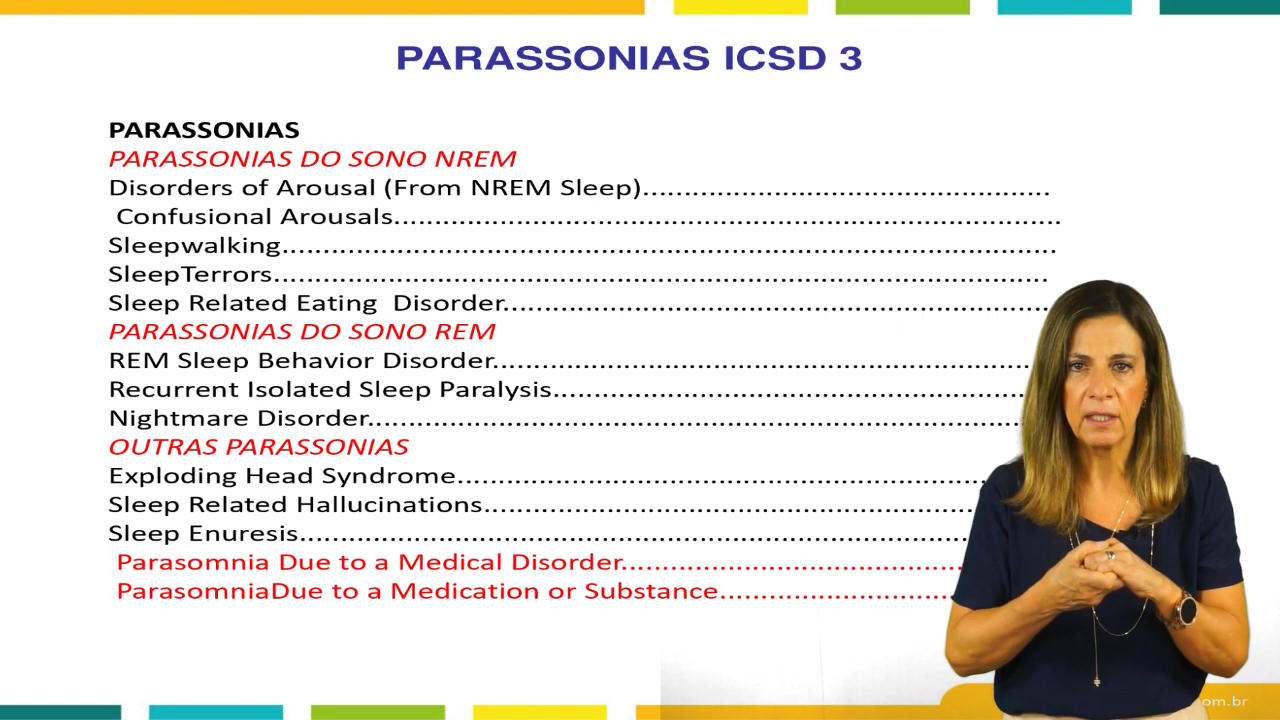 PARASSONIAS ICSD 3
PARASSONIAS
PARASSONIAS DO SONO NREM
Disorders of Arousal (From NREM Sleep)..................................................
Confusional Arousals................................................................................
Sleepwalking..............................................................................................
SleepTerrors..............................................................................................
Sleep Related Eating  Disorder..................................................................
PARASSONIAS DO SONO REM
REM Sleep Behavior Disorder.................................................................
Recurrent Isolated Sleep Paralysis.........................................................
Nightmare Disorder................................................................................
OUTRAS PARASSONIAS
Exploding Head Syndrome................................................................
Sleep Related Hallucinations...........................................................
Sleep Enuresis.................................................................................
Parasomnia Due to a Medical Disorder.........................................
ParasomniaDue to a Medication or Substance............................
om.br